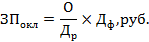 ЗП_окл = О/Д_р × Д_ф, руб.